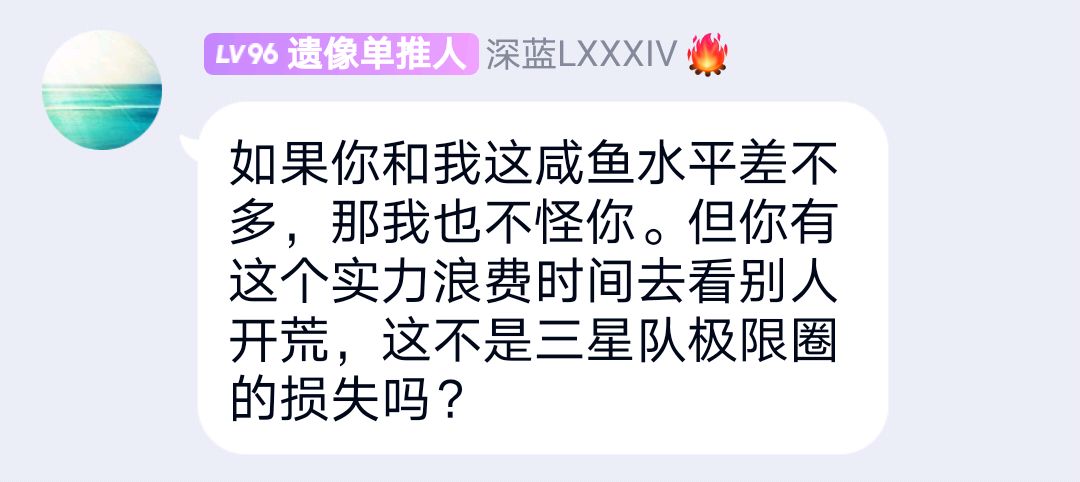 LV96 遗像单推人 深蓝LXXXIV🔥
如果你和我这咸鱼水平差不
多，那我也不怪你。但你有
这个实力浪费时间去看别人
开荒，这不是三星队极限圈
的损失吗？